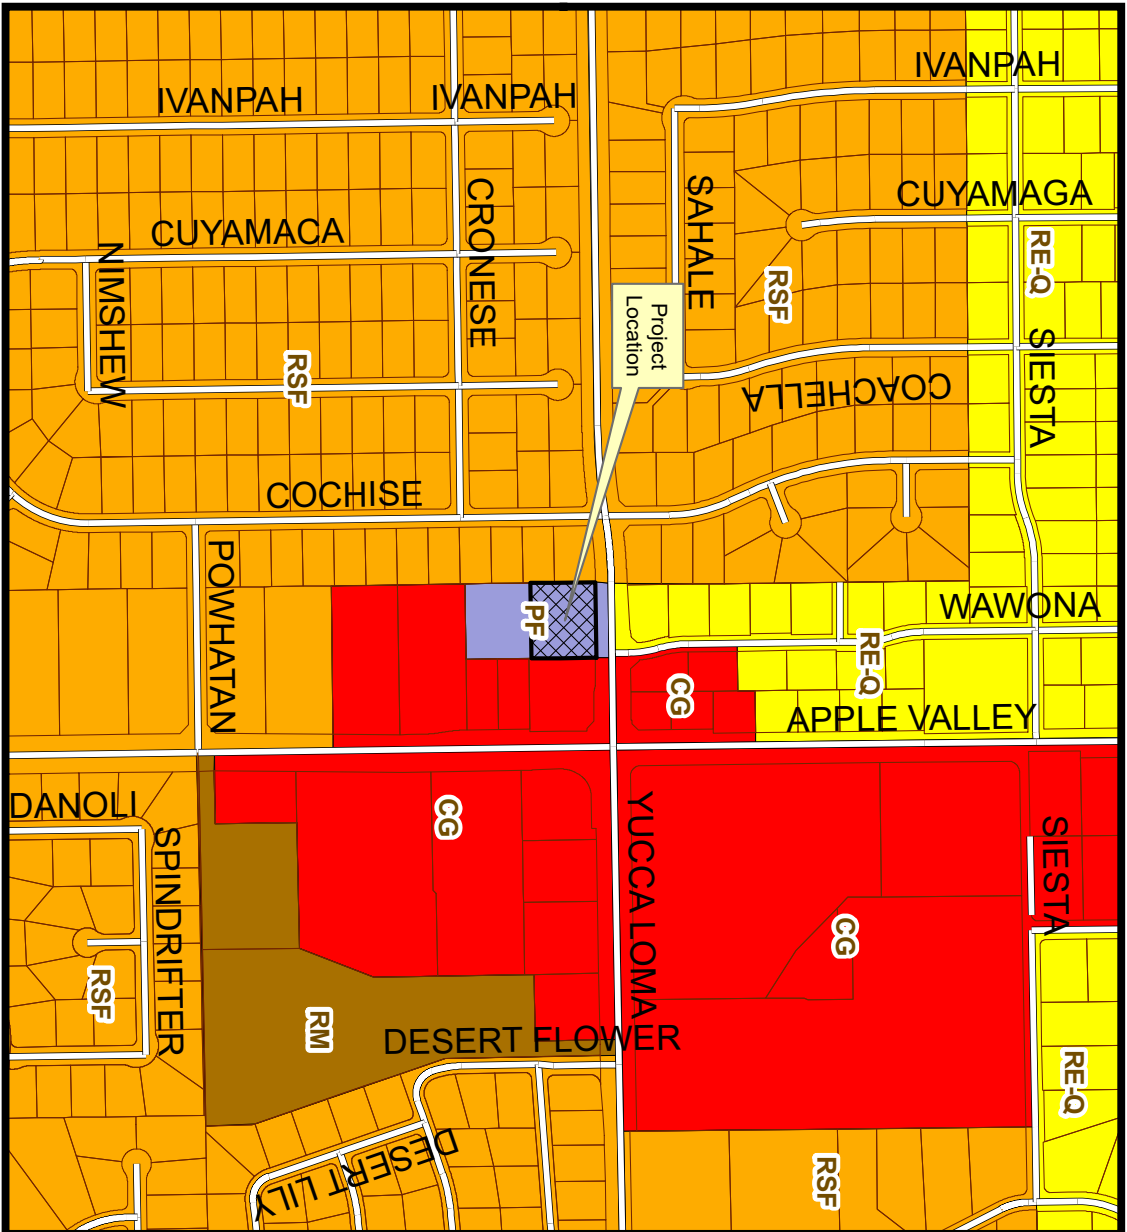 IVANPAH
IVANPAH
IVANPAH
CUYAMACA
CRONESE
SAHALE
CUYAMAGA
RE-Q
NIMSHEW
RSF
Project
Location
RSF
SIESTA
COACHELLA
COCHISE
POWHATAN
PF
WAWONA
RE-Q
CG
APPLE VALLEY
DANOLI
SPINDRIFTER
CG
YUCCA LOMA
SIESTA
CG
RSF
RM
DESERT FLOWER
RE-Q
DESERT LILY
RSF